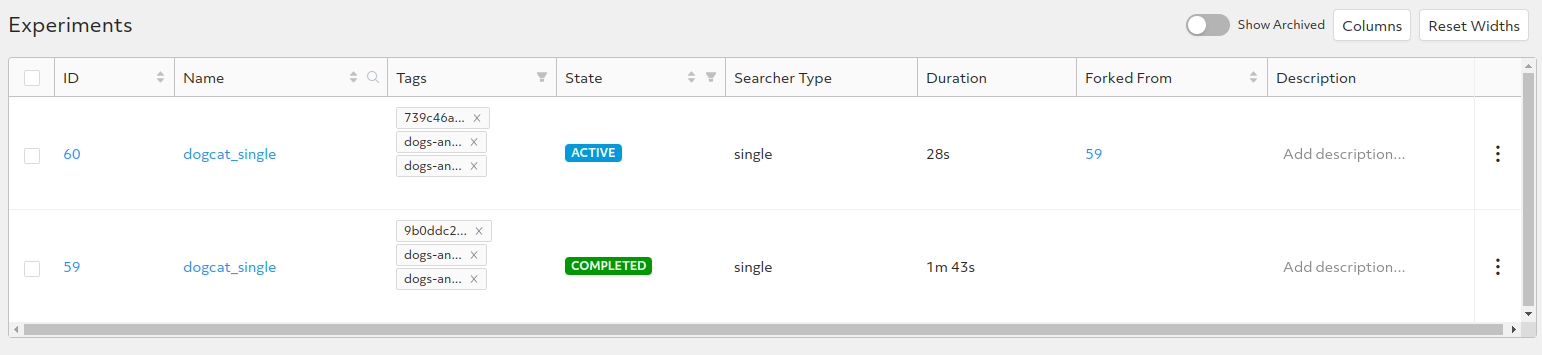 Experiments
Show Archived Columns Reset Widths
ID Name Tags State Searcher Type Duration Forked From Description
739c46a... ×
dogs-an... ×
dogs-an... ×
60 dogcat_single ACTIVE single 28s 59 Add description...
9b0ddc2... ×
dogs-an... ×
dogs-an... ×
59 dogcat_single COMPLETED single 1m 43s Add description...